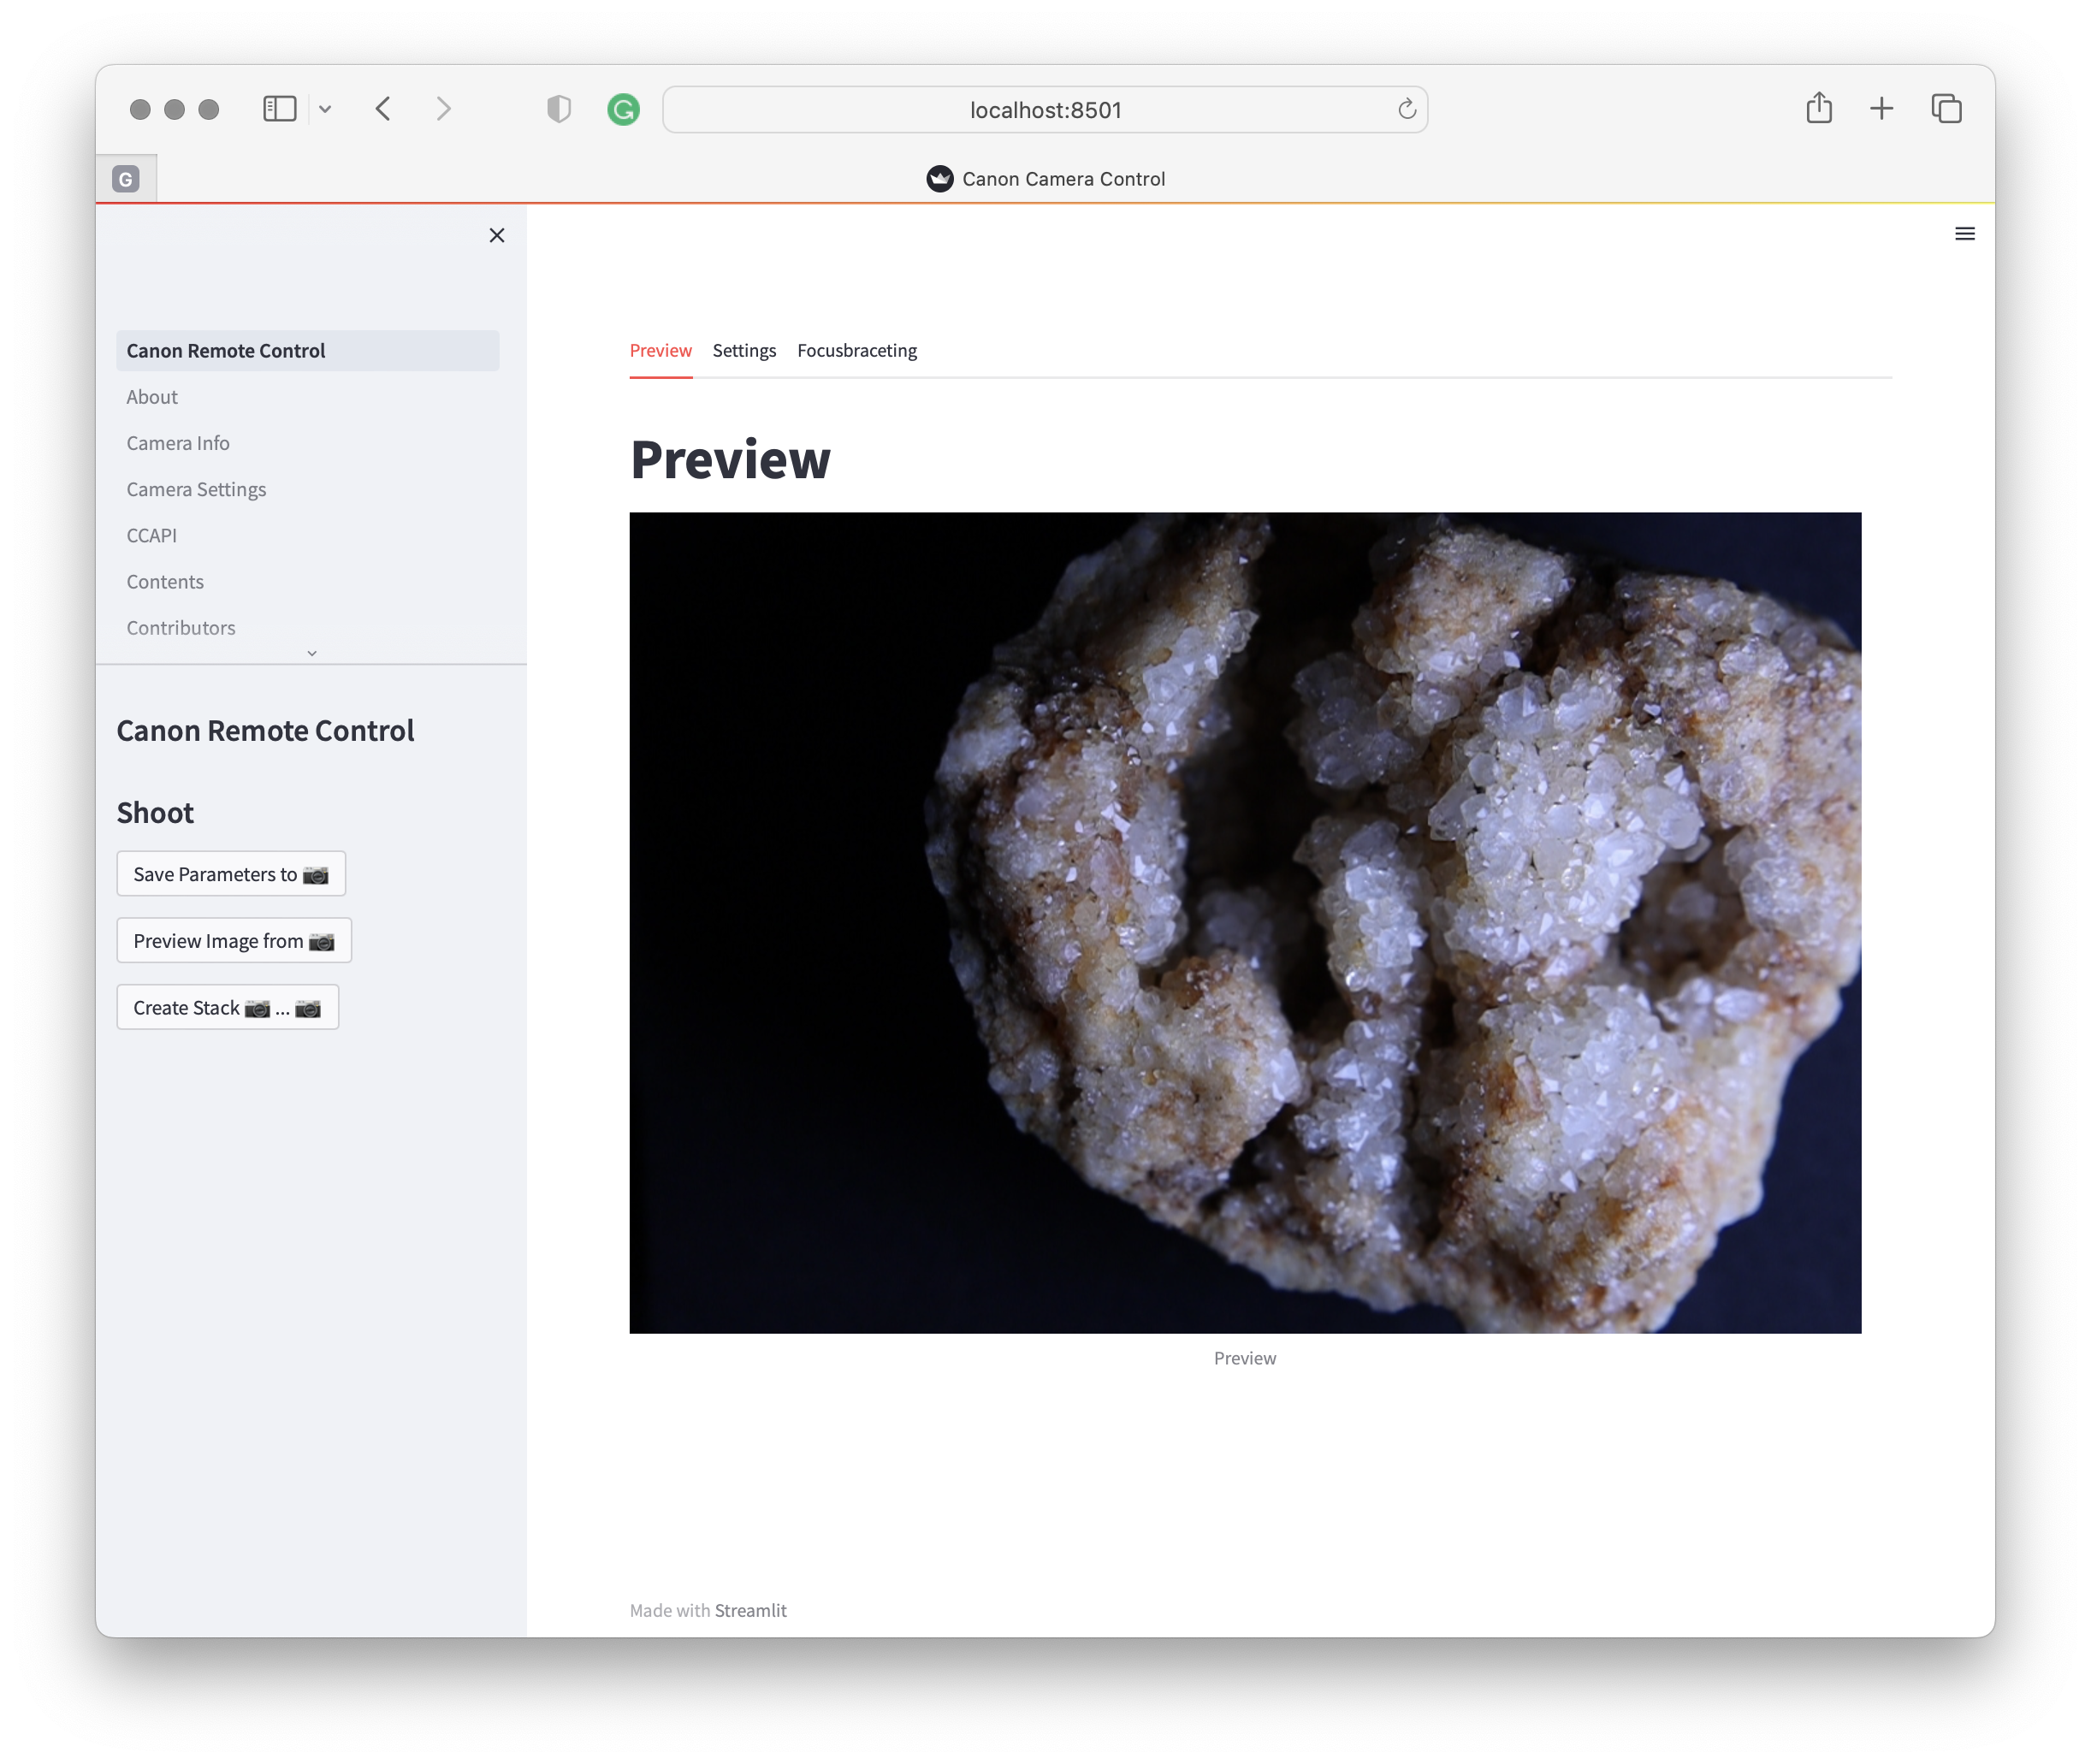 localhost:8501
G
Canon Camera Control
Canon Remote Control
About
Camera Info
Camera Settings
CCAPI
Contents
Contributors
Canon Remote Control
Shoot
Save Parameters to
Preview Image from
Create Stack ...
Preview Settings Focusbraceting
Preview
Preview
Made with Streamlit